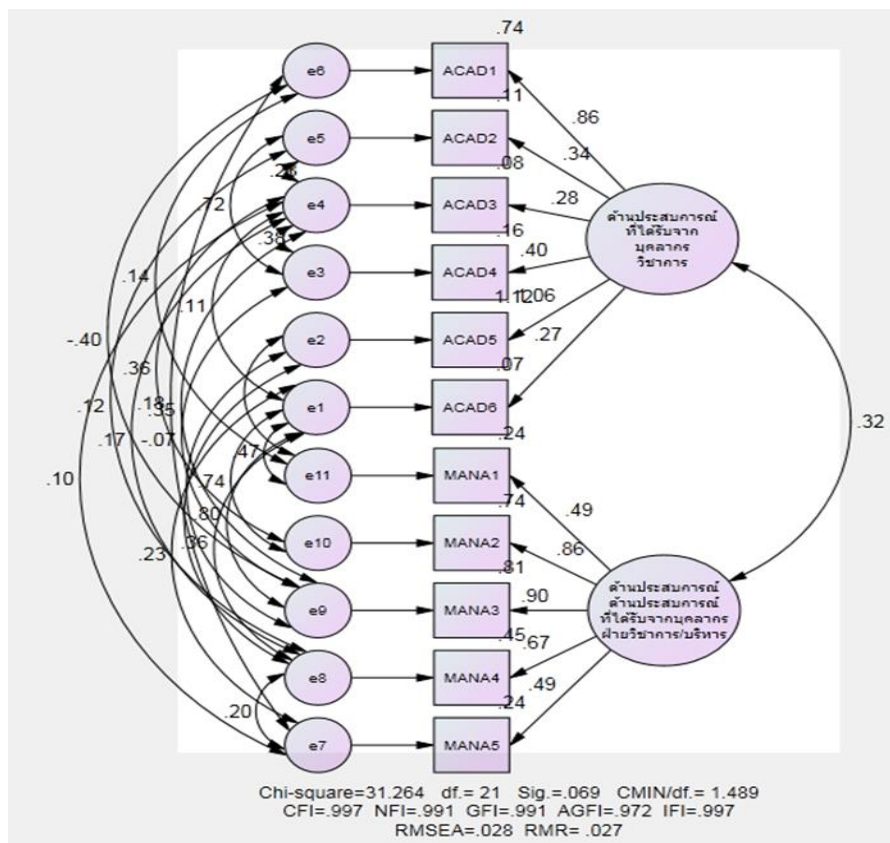 .74
e6
ACAD1
.11
.86
e5
ACAD2
.34
.08
e4
ACAD3
.28
.72
.16
.38
e3
ACAD4
.40
.14
1.12
1.06
.11
e2
ACAD5
.27
-.40
.07
.36
e1
ACAD6
.12
.35
.24
.17
-.07
.47
.10
e11
MANA1
.74
.74
.49
.80
e10
MANA2
.86
.23
.36
.81
e9
MANA3
.90
.45
.67
e8
MANA4
.49
.24
.20
e7
MANA5
ด้านประสบการณ์
ที่ได้รับจาก
บุคลากร
วิชาการ
.32
ด้านประสบการณ์
ด้านประสบการณ์
ที่ได้รับจากบุคลากร
ฝ่ายวิชาการ/บริหาร
Chi-square=31.264 df.= 21 Sig.=.069 CMIN/df.= 1.489
CFI=.997 NFI=.991 GFI=.991 AGFI=.972 IFI=.997
RMSEA=.028 RMR= .027